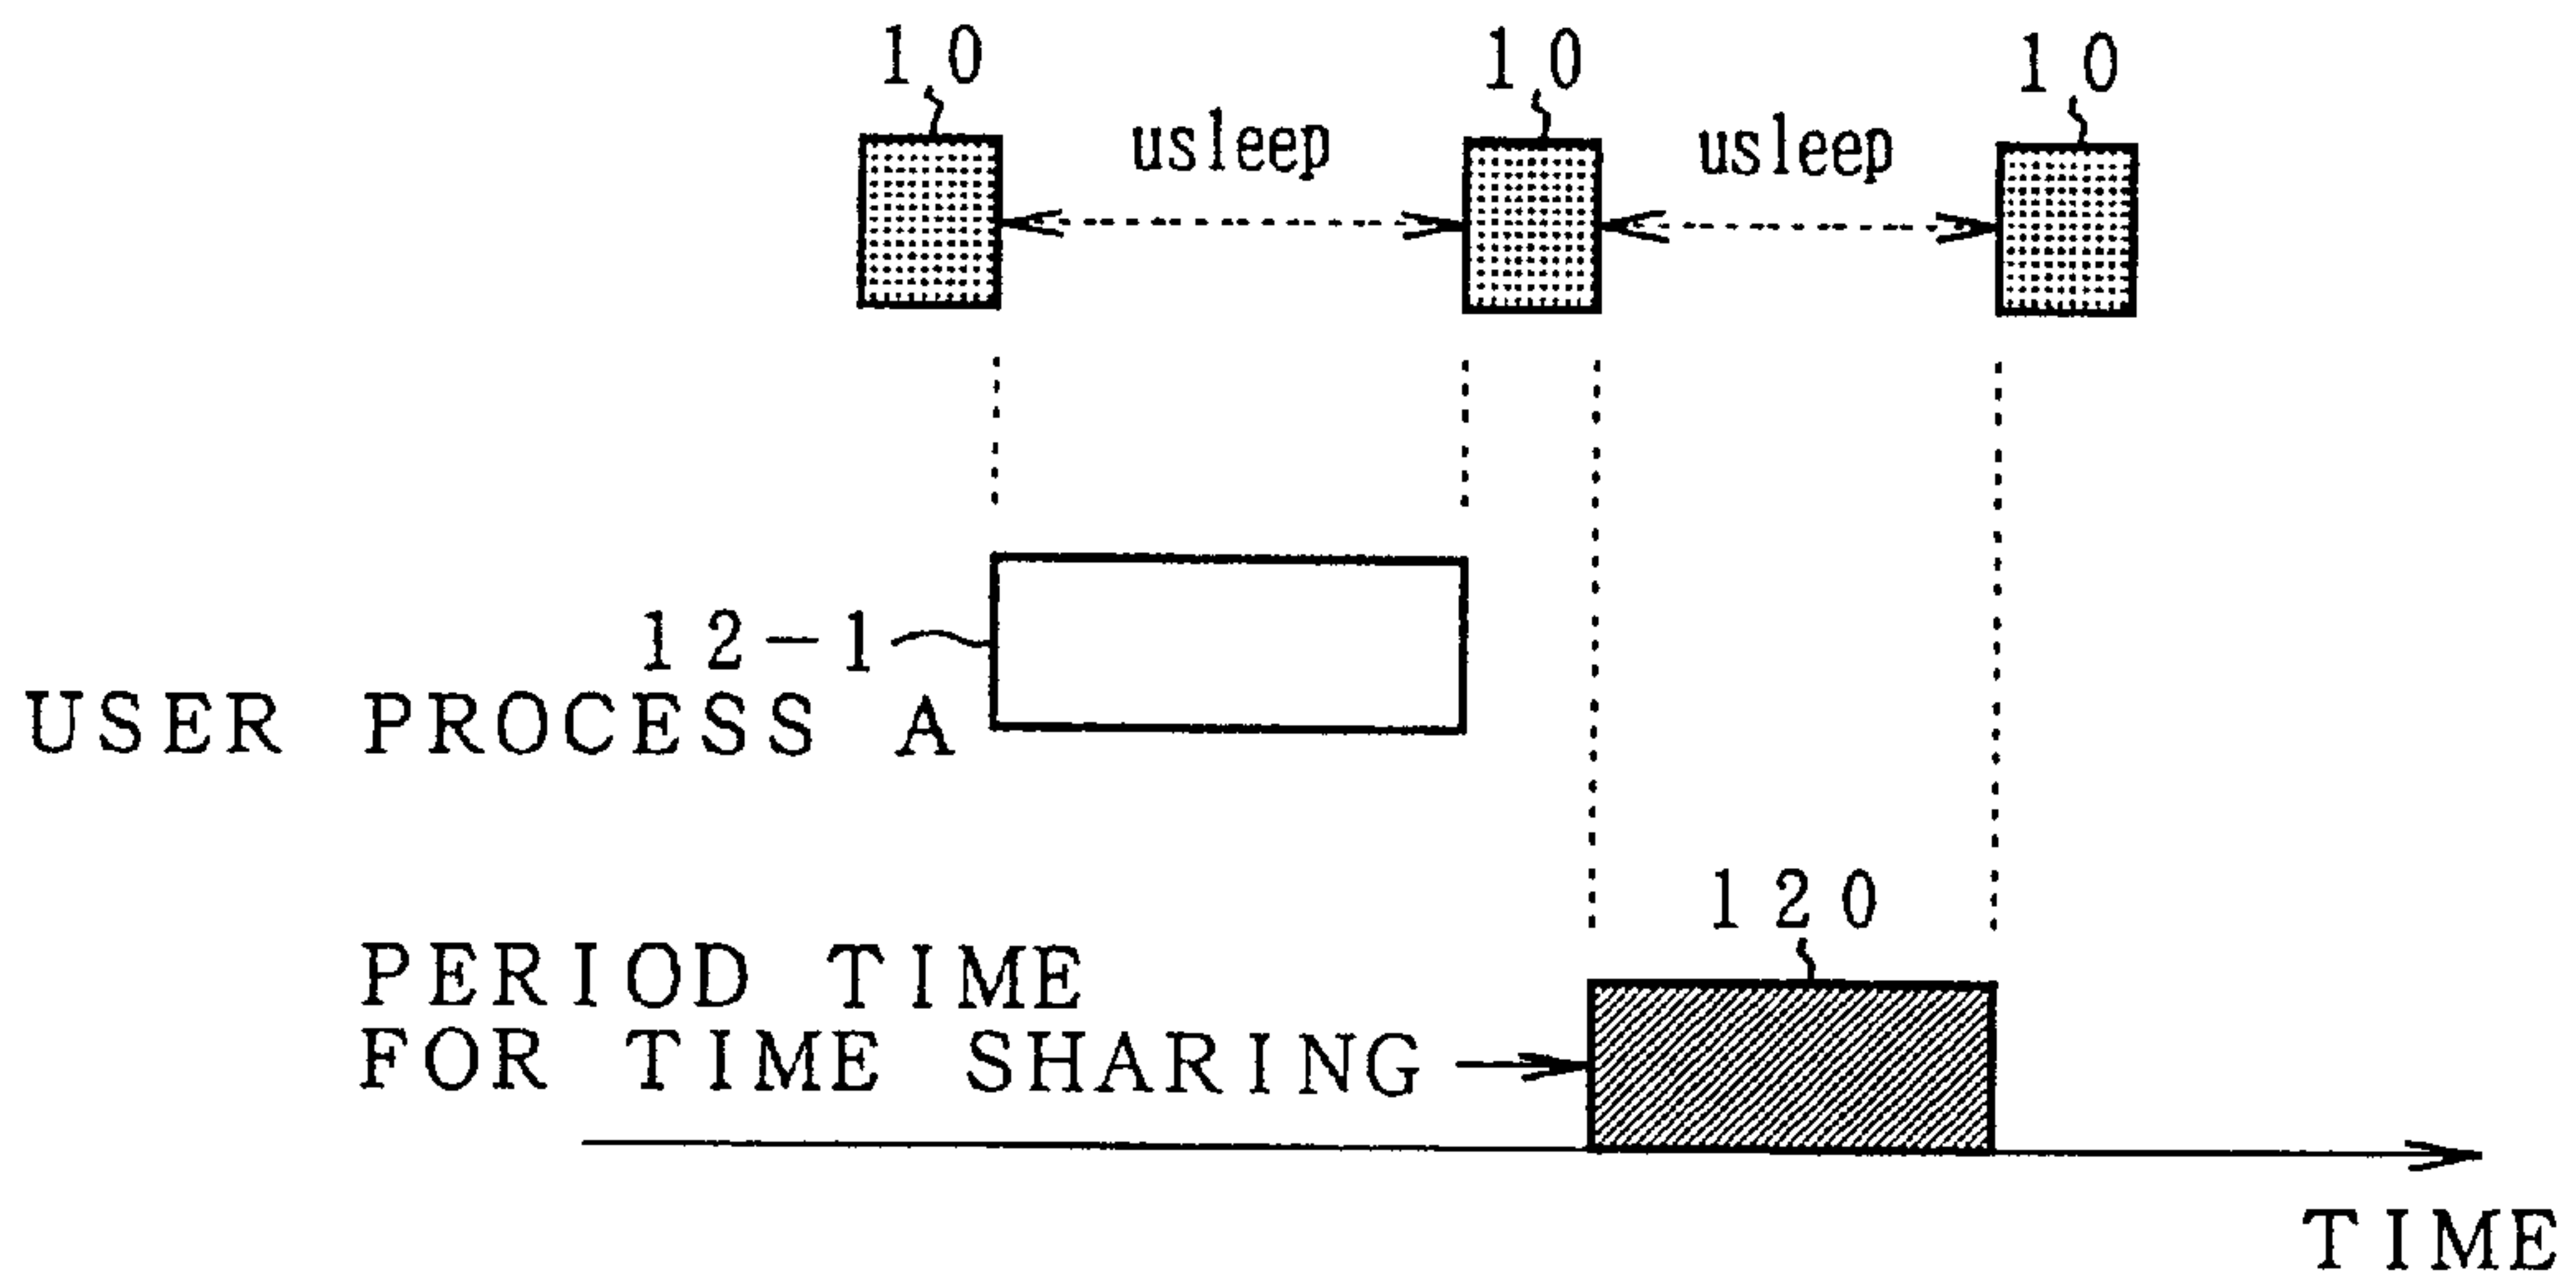 10 10 10
usleep usleep
12-1
USER PROCESS A
120
PERIOD TIME
FOR TIME SHARING
TIME